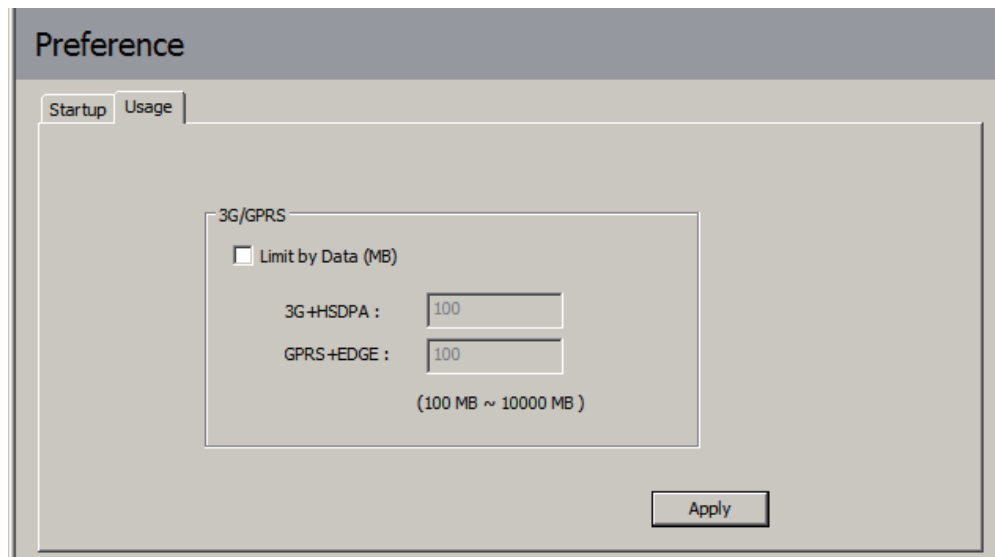 Preference
Startup Usage
3G/GPRS
Limit by Data (MB)
3G+HSDPA : 100
GPRS+EDGE : 100
(100 MB ~ 10000 MB )
Apply